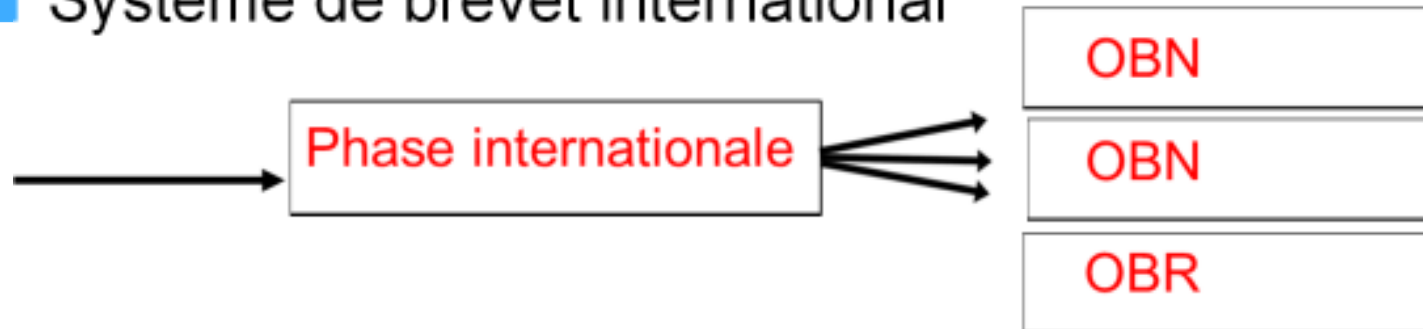 Système de brevet international
Phase internationale
OBN
OBN
OBR